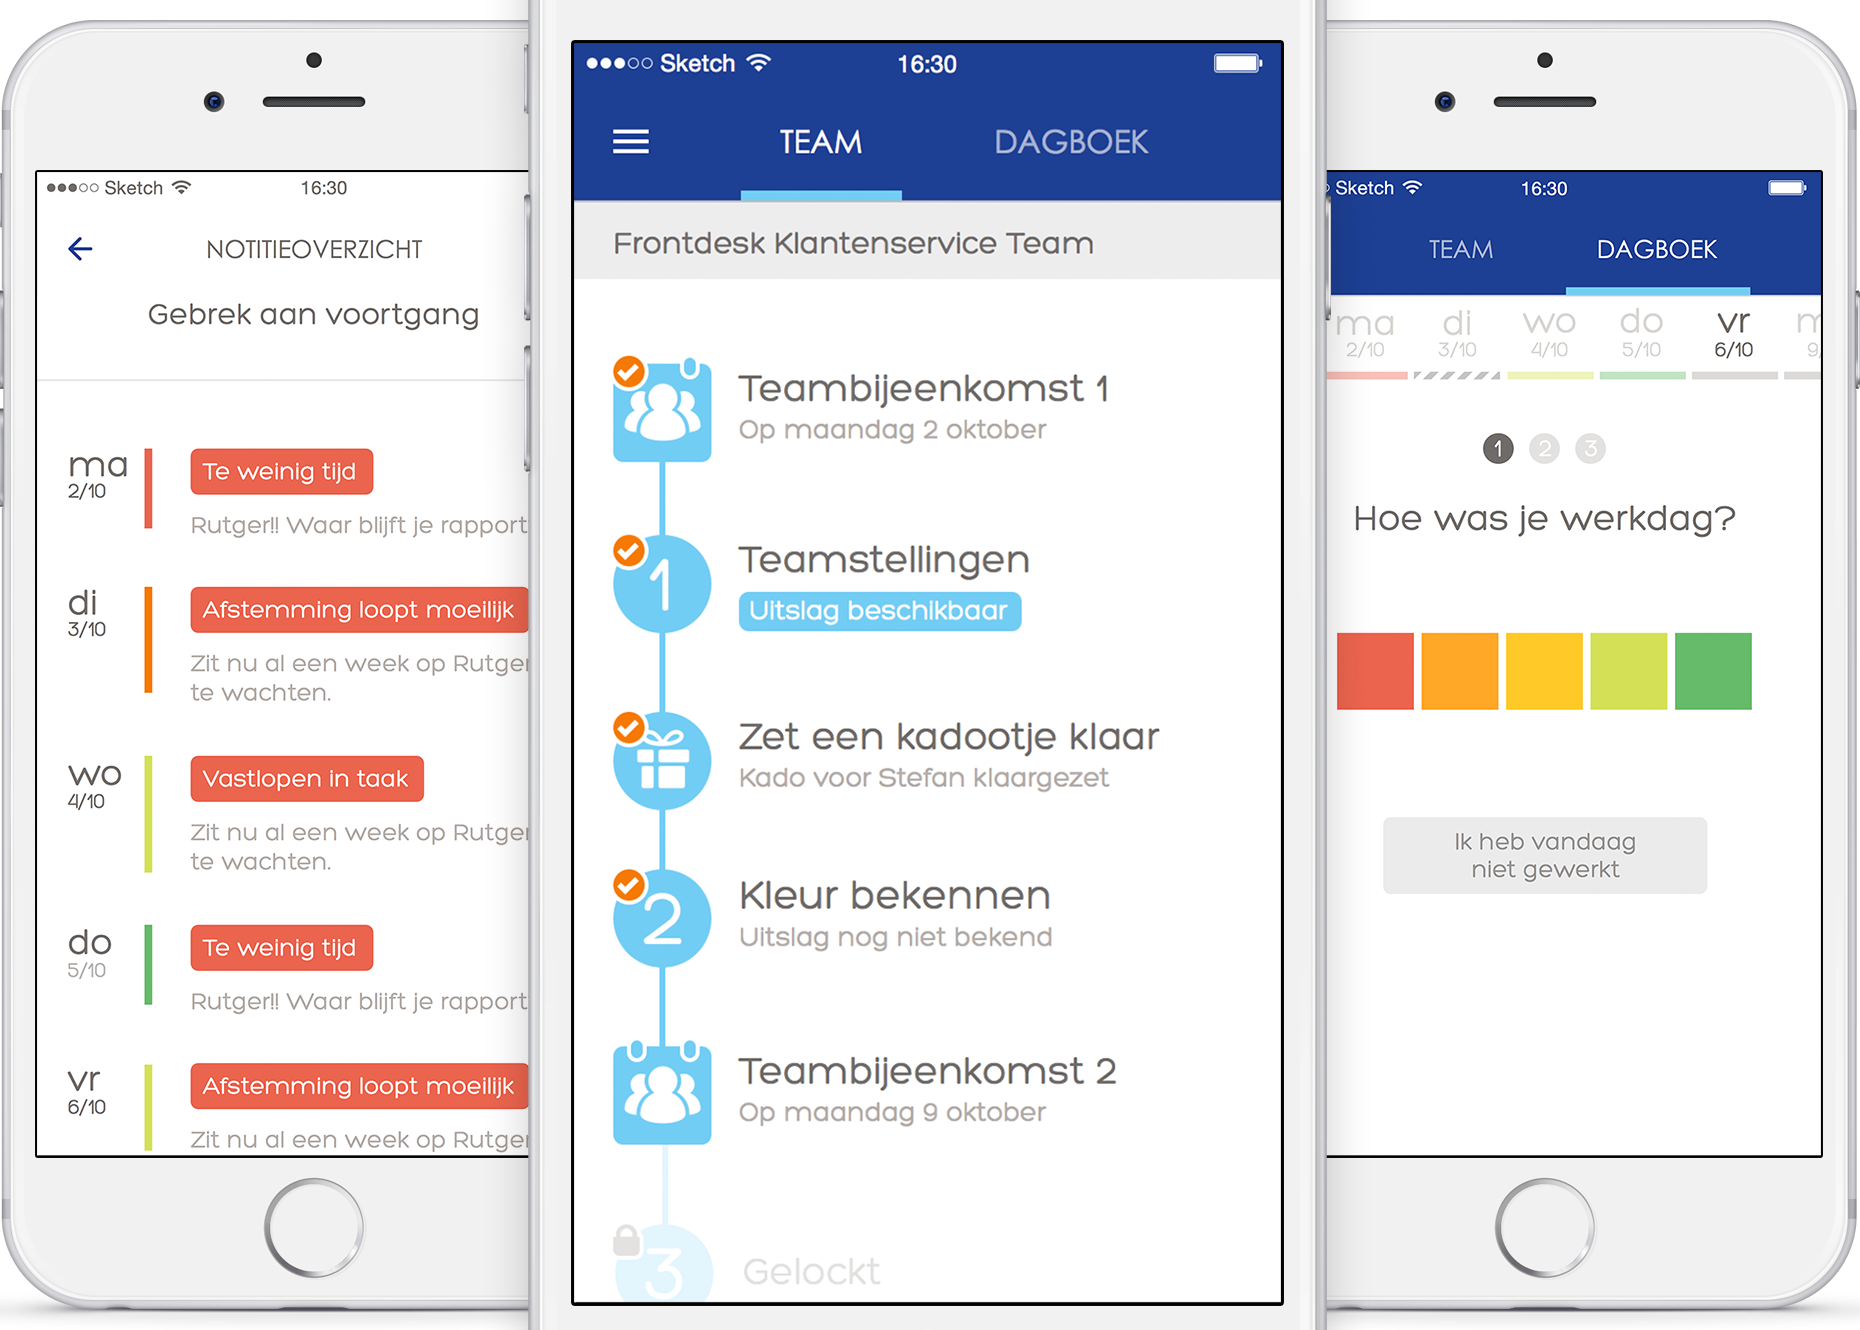 Sketch 16:30
NOTITIEOVERZICHT
Gebrek aan voortgang
ma
2/10
Te weinig tijd
Rutger!! Waar blijft je rapport
di
3/10
Afstemming loopt moeilijk
Zit nu al een week op Rutger
te wachten.
wo
4/10
Vastlopen in taak
Zit nu al een week op Rutger
te wachten.
do
5/10
Te weinig tijd
Rutger!! Waar blijft je rapport
vr
6/10
Afstemming loopt moeilijk
Zit nu al een week op Rutger
Sketch 16:30
TEAM DAGBOEK
Frontdesk Klantenservice Team
Teambijeenkomst 1
Op maandag 2 oktober
1
Teamstellingen
Uitslag beschikbaar
Zet een kadootje klaar
Kado voor Stefan klaargezet
2
Kleur bekennen
Uitslag nog niet bekend
Teambijeenkomst 2
Op maandag 9 oktober
3
Gelockt
Sketch 16:30
TEAM DAGBOEK
ma di wo do vr
2/10 3/10 4/10 5/10 6/10 9/
1 2 3
Hoe was je werkdag?
Ik heb vandaag
niet gewerkt